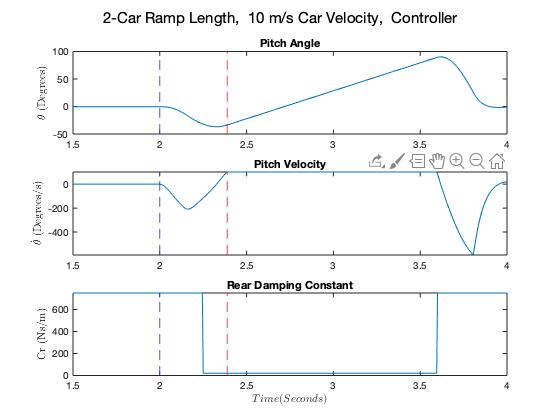 2-Car Ramp Length, 10 m/s Car Velocity, Controller
Pitch Angle
100
50
0
-50
θ (Degrees)
1.5 2 2.5 3 3.5 4
Pitch Velocity
0
-200
-400
θ̇ (Degrees/s)
1.5 2 2.5 3 3.5 4
Rear Damping Constant
600
400
200
0
Cr (Ns/m)
1.5 2 2.5 3 3.5 4
Time(Seconds)